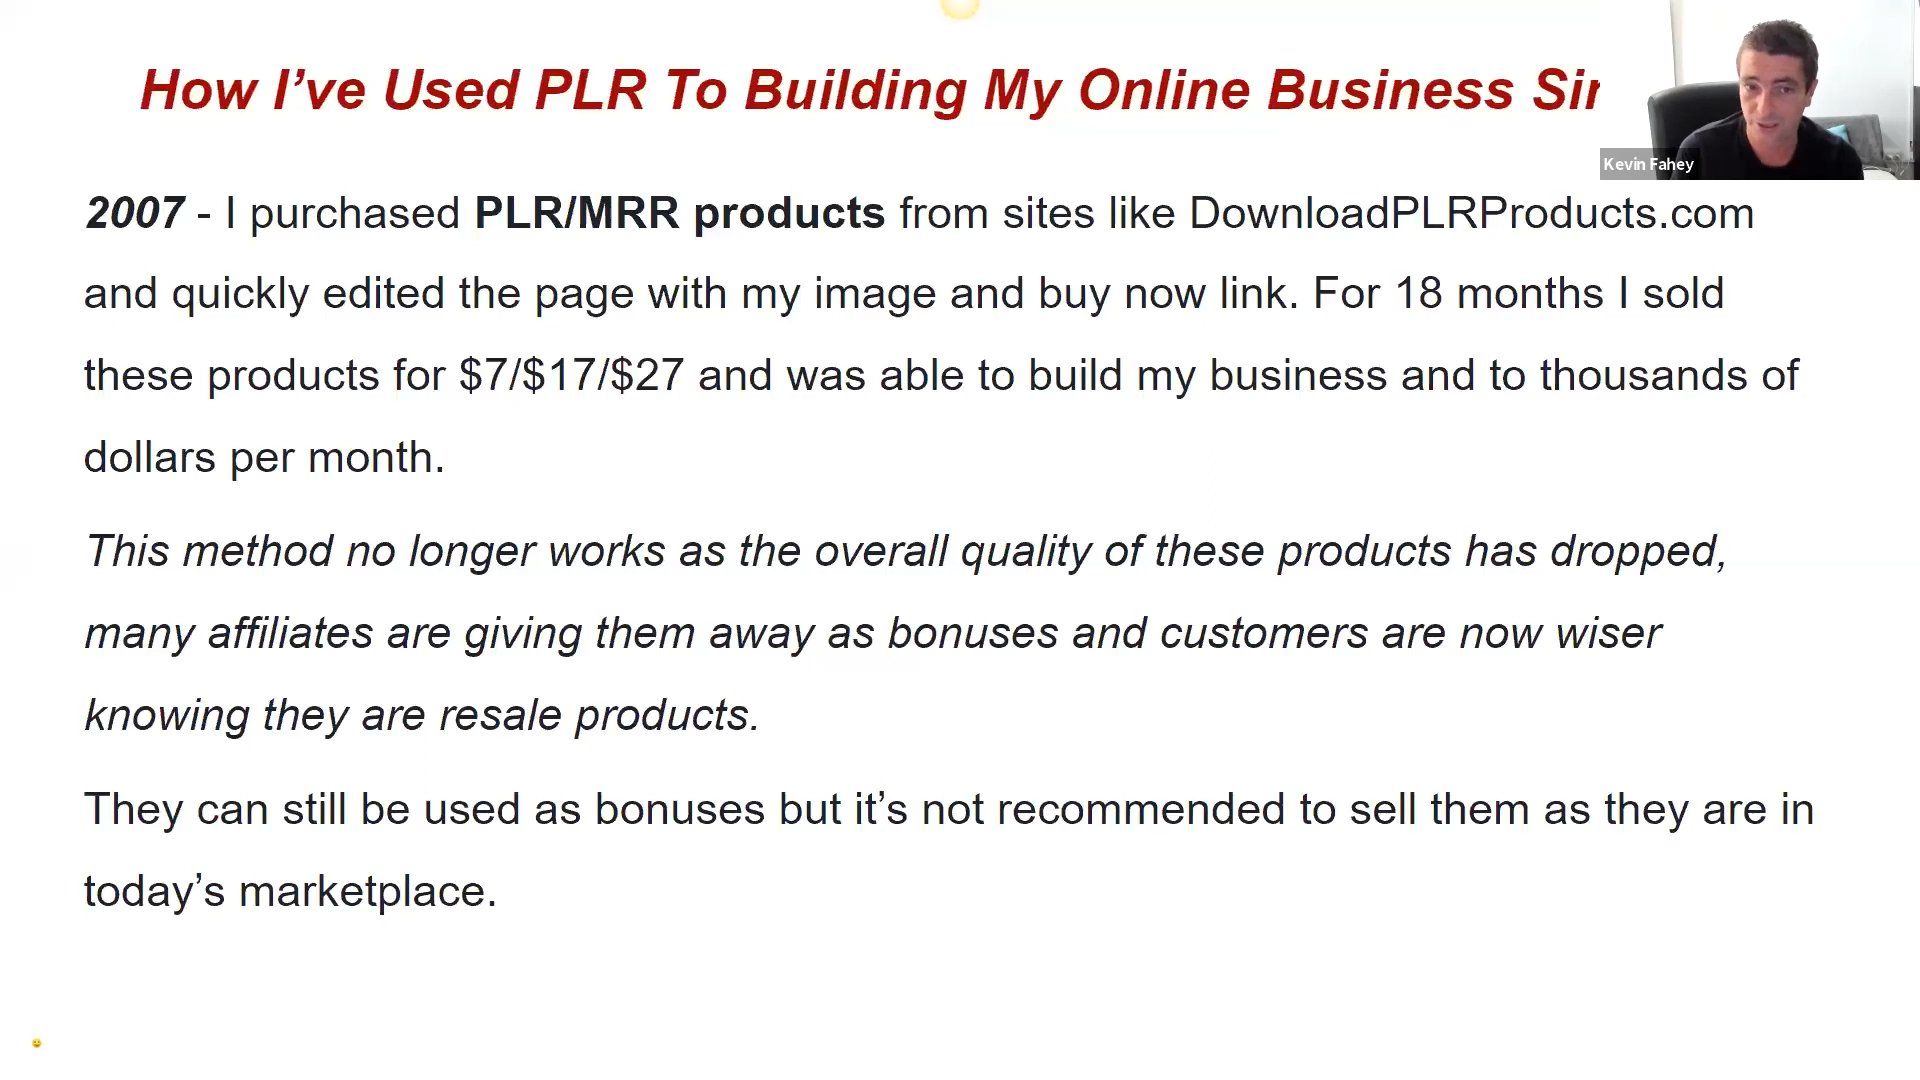 How I’ve Used PLR To Building My Online Business
Kevin Fahey
2007 - I purchased PLR/MRR products from sites like DownloadPLRProducts.com
and quickly edited the page with my image and buy now link. For 18 months I sold
these products for $7/$17/$27 and was able to build my business and to thousands of
dollars per month.
This method no longer works as the overall quality of these products has dropped,
many affiliates are giving them away as bonuses and customers are now wiser
knowing they are resale products.
They can still be used as bonuses but it’s not recommended to sell them as they are in
today’s marketplace.